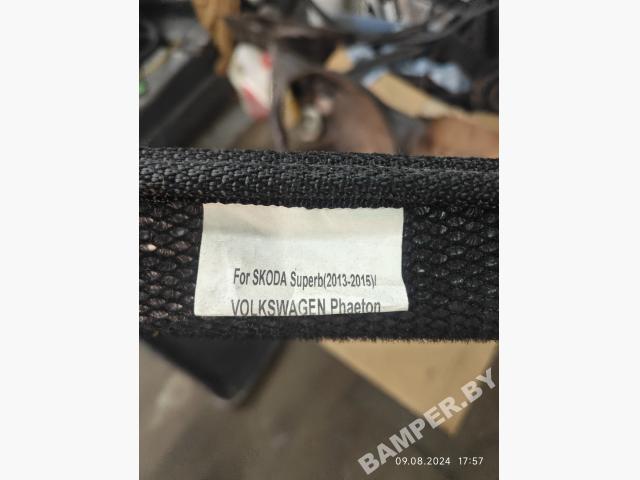 For SKODA Superb(2013-2015)/
VOLKSWAGEN Phaeton
BAMPER.BY
09.08.2024 17:57